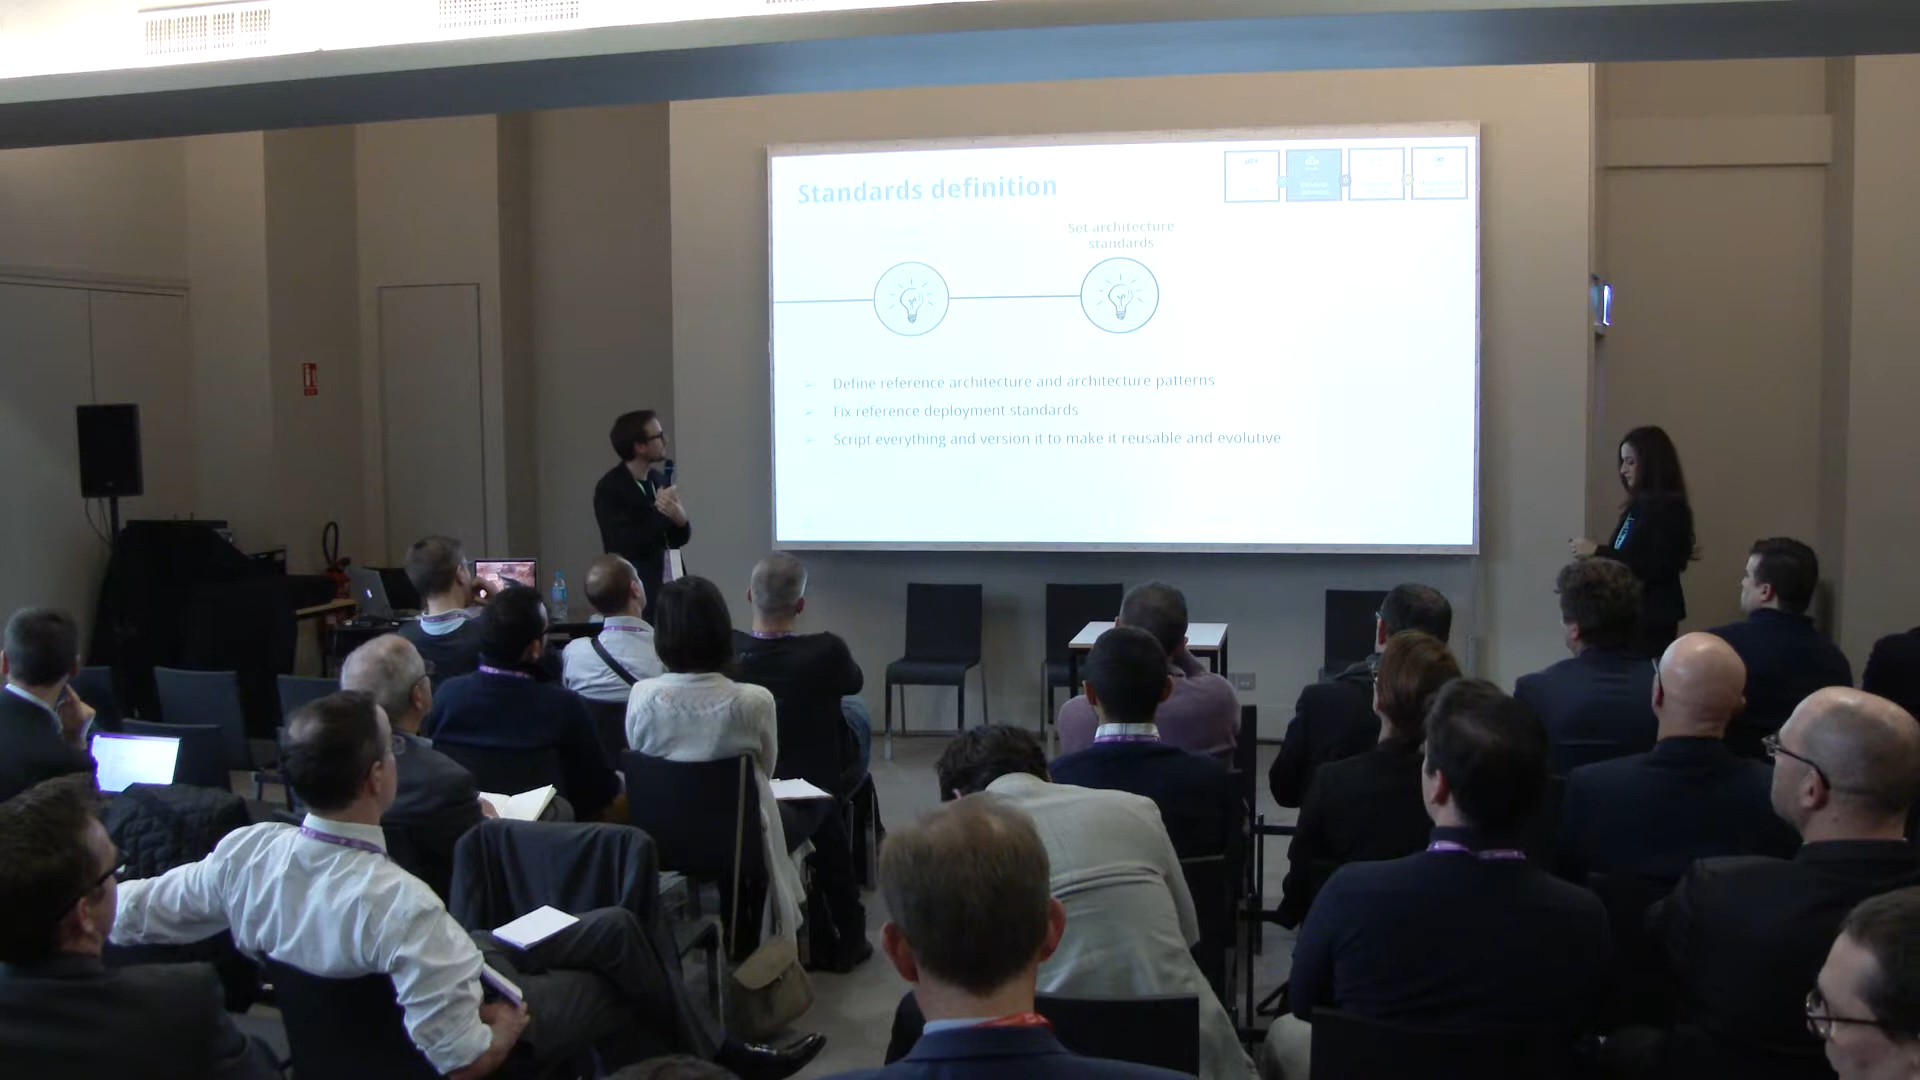 Standards definition
Set architecture
standards
Define reference architecture and architecture patterns
Fix reference deployment standards
Script everything and version it to make it reusable and evolutive